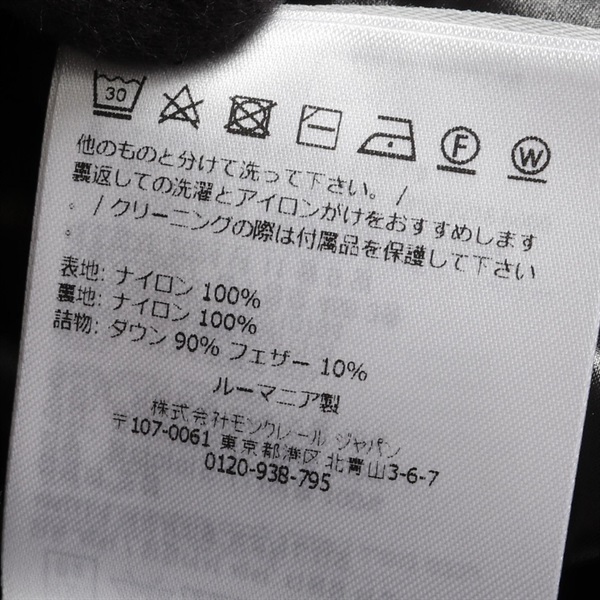 30 F W
他のものと分けて洗って下さい。 /
裏返しての洗濯とアイロンがけをおすすめします
。 / クリーニングの際は付属品を保護して下さい
。
表地: ナイロン 100%
裏地: ナイロン 100%
詰物: ダウン 90% フェザー 10%
ルーマニア製
株式会社モンクレール ジャパン
〒107-0061 東京都港区北青山3-6-7
0120-938-795